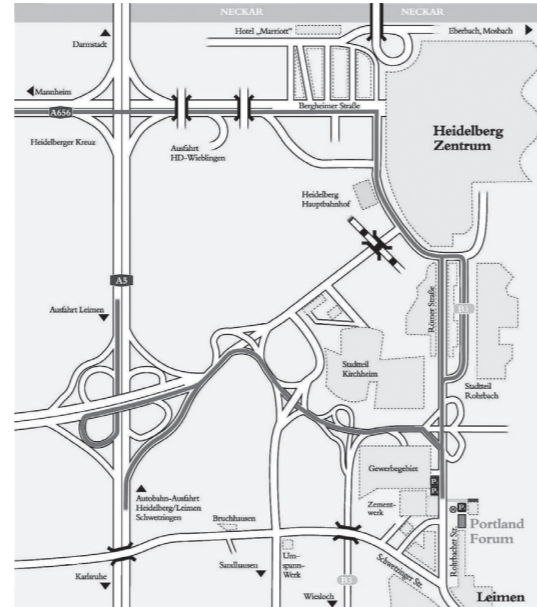 NECKAR
NECKAR
Darmstadt
Hotel „Marriott"
Eberbach, Mosbach
Mannheim
A656
Bergheimer Straße
Heidelberger Kreuz
Ausfahrt
HD-Wieblingen
Heidelberg
Zentrum
Heidelberg
Hauptbahnhof
A5
Ausfahrt Leimen
Römer Straße
B3
Stadtteil
Kirchheim
Stadtteil
Rohrbach
Gewerbegebiet
P
P
Autobahn-Ausfahrt
Heidelberg/Leimen
Schwetzingen
Bruchhausen
Zement-
werk
P
Portland
Forum
Rohrbacher Str.
Schwetzinger Str.
Sandhausen
Um-
spann-
Werk
Karlsruhe
B3
Wiesloch
Leimen